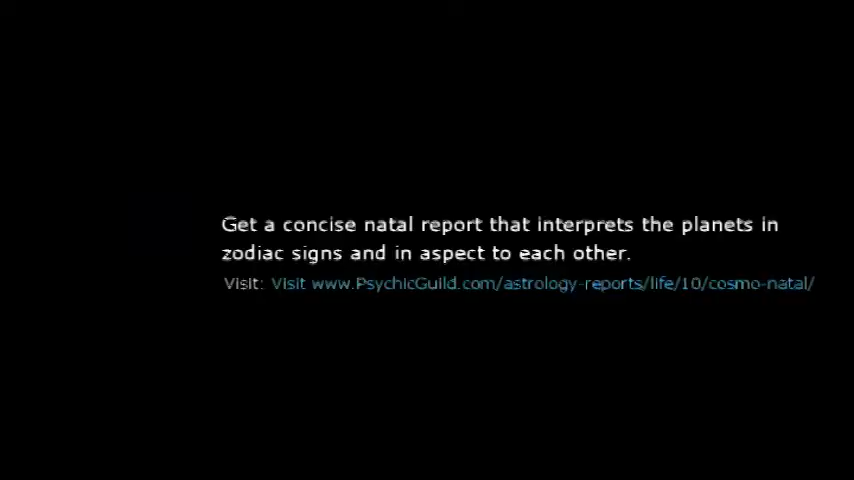 Get a concise natal report that interprets the planets in
zodiac signs and in aspect to each other.
Visit: Visit www.PsychicGuild.com/astrology-reports/life/10/cosmo-natal/